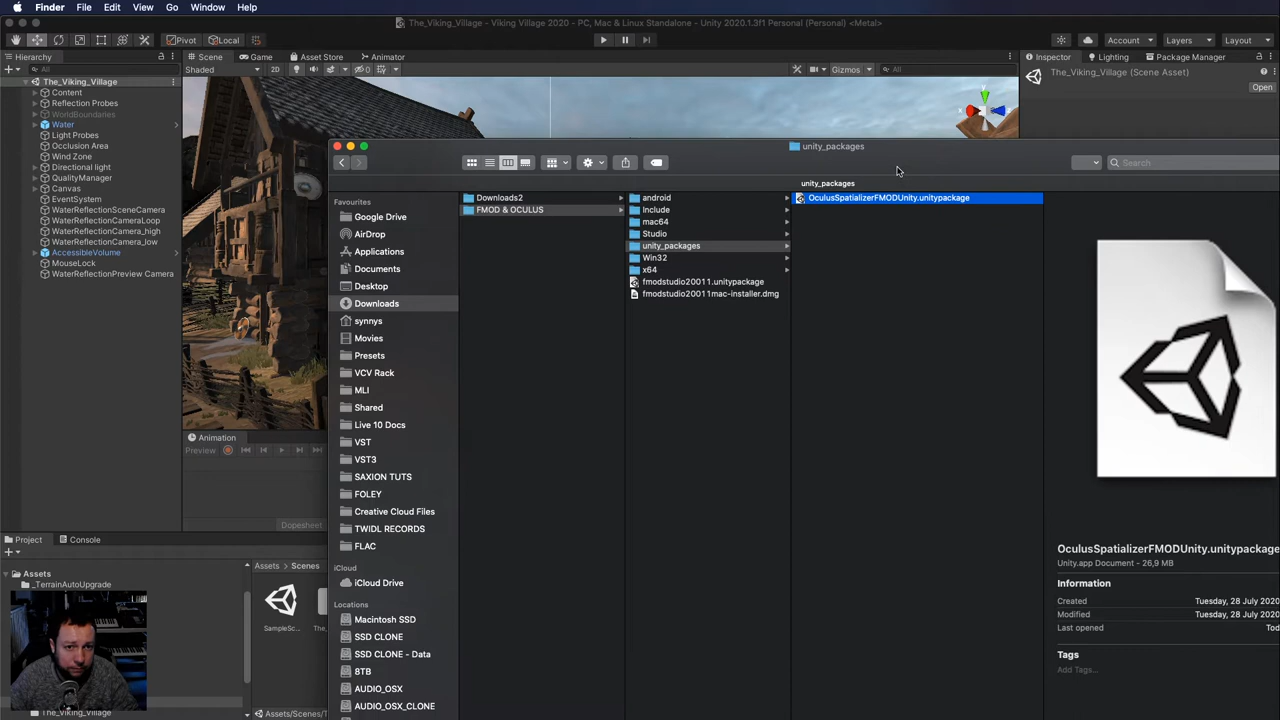 Finder File Edit View Go Window Help
The_Viking_Village - Viking Village 2020 - PC, Mac & Linux Standalone - Unity 2020.1.3f1 Personal (Personal) <Metal>
Pivot Local Account Layers Layout
Hierarchy Scene Game Asset Store Animator Inspector Lighting Package Manager
All Shaded 2D 0 Gizmos All
The_Viking_Village (Scene Asset)
Open
The_Viking_Village
Content
Reflection Probes
WorldBoundaries
Water
Light Probes
Occlusion Area
Wind Zone
Directional light
QualityManager
Canvas
EventSystem
WaterReflectionSceneCamera
WaterReflectionCameraLoop
WaterReflectionCamera_high
WaterReflectionCamera_low
AccessibleVolume
MouseLock
WaterReflectionPreview Camera
x y z
Animation
Preview
Dopesheet
Project Console
Assets
_TerrainAutoUpgrade
The_Viking_Village
Assets Scenes
SampleSc...
The_
Assets/Scenes/T
unity_packages
Search
unity_packages
Favourites
Google Drive
AirDrop
Applications
Documents
Desktop
Downloads
synnys
Movies
Presets
VCV Rack
MLI
Shared
Live 10 Docs
VST
VST3
SAXION TUTS
FOLEY
Creative Cloud Files
TWIDL RECORDS
FLAC
iCloud
iCloud Drive
Locations
Macintosh SSD
SSD CLONE
SSD CLONE - Data
8TB
AUDIO_OSX
AUDIO_OSX_CLONE
Downloads2
FMOD & OCULUS
android
Include
mac64
Studio
unity_packages
Win32
x64
fmodstudio20011.unitypackage
fmodstudio20011mac-installer.dmg
OculusSpatializerFMODUnity.unitypackage
OculusSpatializerFMODUnity.unitypackage
Unity.app Document - 26,9 MB
Information
Created Tuesday, 28 July 2020
Modified Tuesday, 28 July 2020
Last opened Tod
Tags
Add Tags...